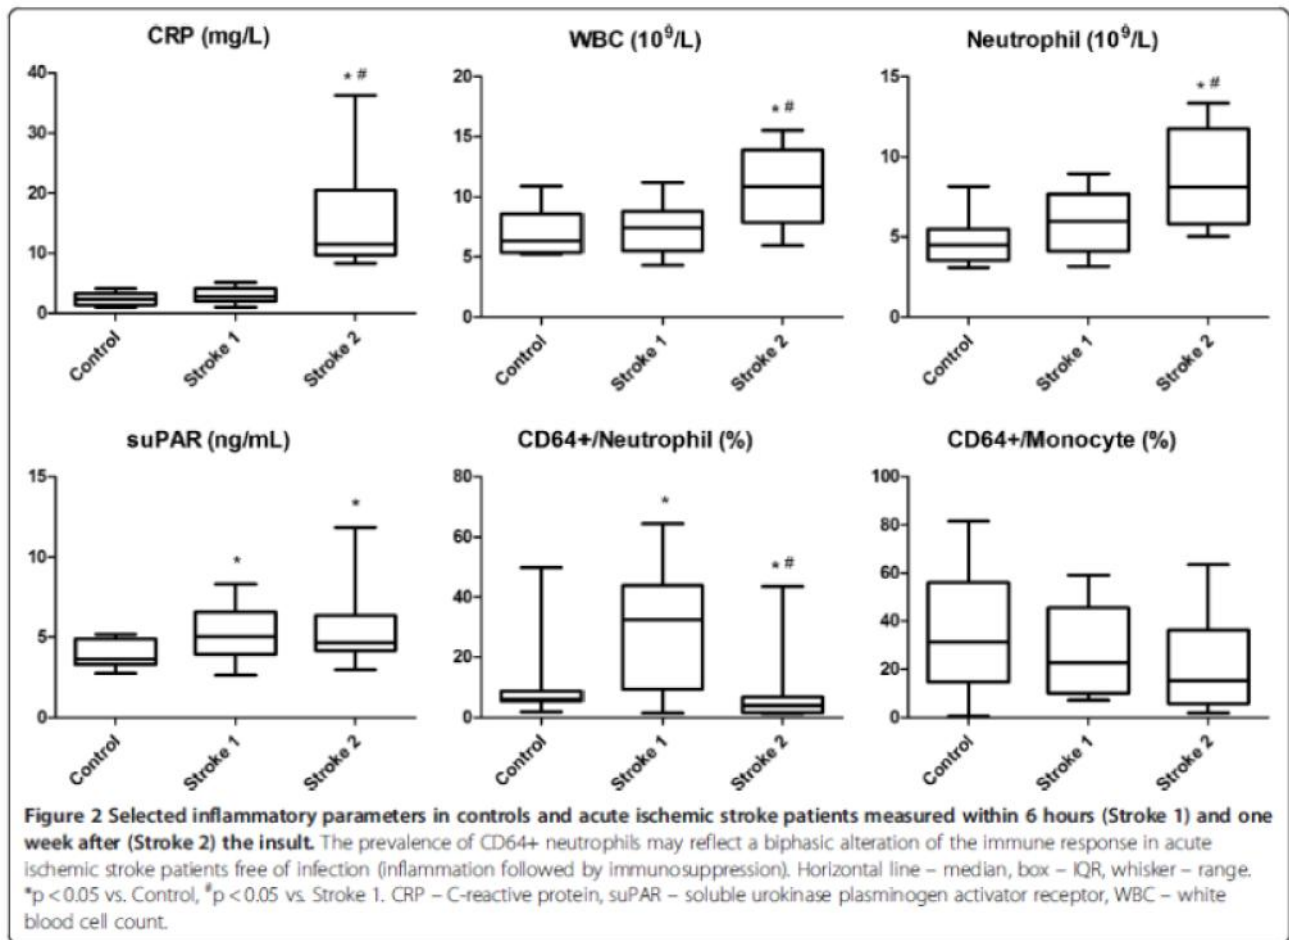 CRP (mg/L)
40
* #
30
20
10
0
Control
Stroke 1
Stroke 2
WBC (10⁹/L)
20
* #
15
10
5
0
Control
Stroke 1
Stroke 2
Neutrophil (10⁹/L)
15
* #
10
5
0
Control
Stroke 1
Stroke 2
suPAR (ng/mL)
15
*
10
*
5
0
Control
Stroke 1
Stroke 2
CD64+/Neutrophil (%)
80
*
60
* #
40
20
0
Control
Stroke 1
Stroke 2
CD64+/Monocyte (%)
100
80
60
40
20
0
Control
Stroke 1
Stroke 2
Figure 2 Selected inflammatory parameters in controls and acute ischemic stroke patients measured within 6 hours (Stroke 1) and one
week after (Stroke 2) the insult. The prevalence of CD64+ neutrophils may reflect a biphasic alteration of the immune response in acute
ischemic stroke patients free of infection (inflammation followed by immunosuppression). Horizontal line – median, box – IQR, whisker – range.
*p < 0.05 vs. Control, #p < 0.05 vs. Stroke 1. CRP – C-reactive protein, suPAR – soluble urokinase plasminogen activator receptor, WBC – white
blood cell count.